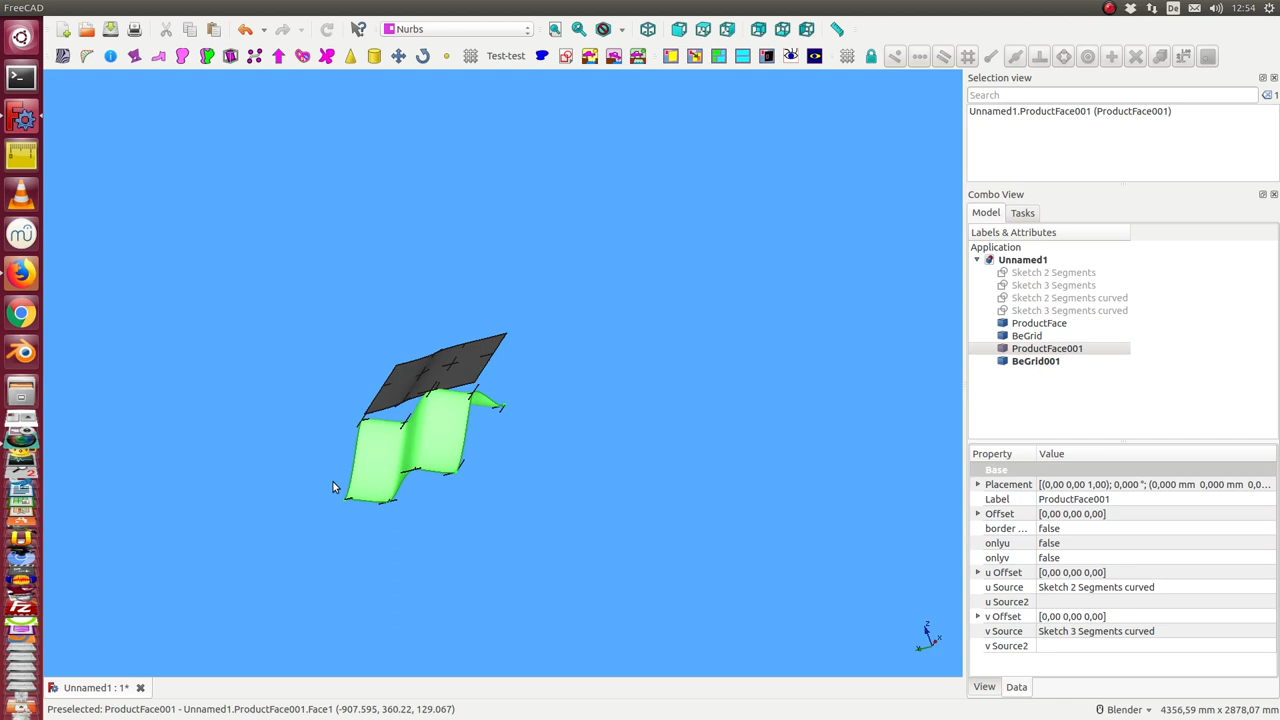 FreeCAD
De
12:54
Nurbs
Test-test
Selection view
Search
1
Unnamed1.ProductFace001 (ProductFace001)
Combo View
Model
Tasks
Labels & Attributes
Application
Unnamed1
Sketch 2 Segments
Sketch 3 Segments
Sketch 2 Segments curved
Sketch 3 Segments curved
ProductFace
BeGrid
ProductFace001
BeGrid001
Property Value
Base
Placement [(0,00 0,00 1,00); 0,000 °; (0,000 mm 0,000 mm 0,0...
Label ProductFace001
Offset [0,00 0,00 0,00]
border ... false
onlyu false
onlyv false
u Offset [0,00 0,00 0,00]
u Source Sketch 2 Segments curved
u Source2
v Offset [0,00 0,00 0,00]
v Source Sketch 3 Segments curved
v Source2
View
Data
Unnamed1 : 1*
Preselected: ProductFace001 - Unnamed1.ProductFace001.Face1 (-907.595, 360.22, 129.067)
Blender
4356,59 mm x 2878,07 mm